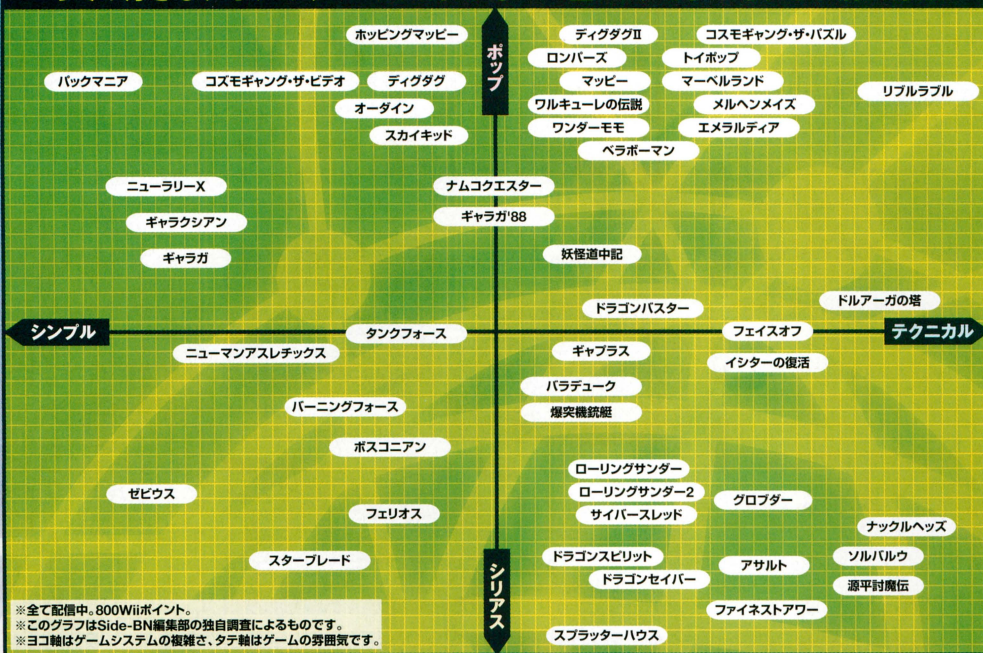 ポップ
ホッピングマッピー
ディグダグII
コスモギャング・ザ・パズル
ロンパーズ
トイポップ
パックマニア
コズモギャング・ザ・ビデオ
ディグダグ
マッピー
マーベルランド
リブルラブル
オーダイン
ワルキューレの伝説
メルヘンメイズ
スカイキッド
ワンダーモモ
エメラルディア
ベラボーマン
ニューラリーX
ナムコクエスター
ギャラクシアン
ギャラガ'88
ギャラガ
妖怪道中記
ドラゴンバスター
ドルアーガの塔
シンプル
タンクフォース
フェイスオフ
テクニカル
ニューマンアスレチックス
ギャプラス
イシターの復活
バラデューク
バーニングフォース
爆突機銃艇
ボスコニアン
ローリングサンダー
ゼビウス
ローリングサンダー2
グロブダー
フェリオス
サイバースレッド
ナックルヘッズ
スターブレード
ドラゴンスピリット
アサルト
ソルバルウ
ドラゴンセイバー
源平討魔伝
シリアス
ファイネストアワー
スプラッターハウス
※全て配信中。800Wiiポイント。
※このグラフはSide-BN編集部の独自調査によるものです。
※ヨコ軸はゲームシステムの複雑さ、タテ軸はゲームの雰囲気です。